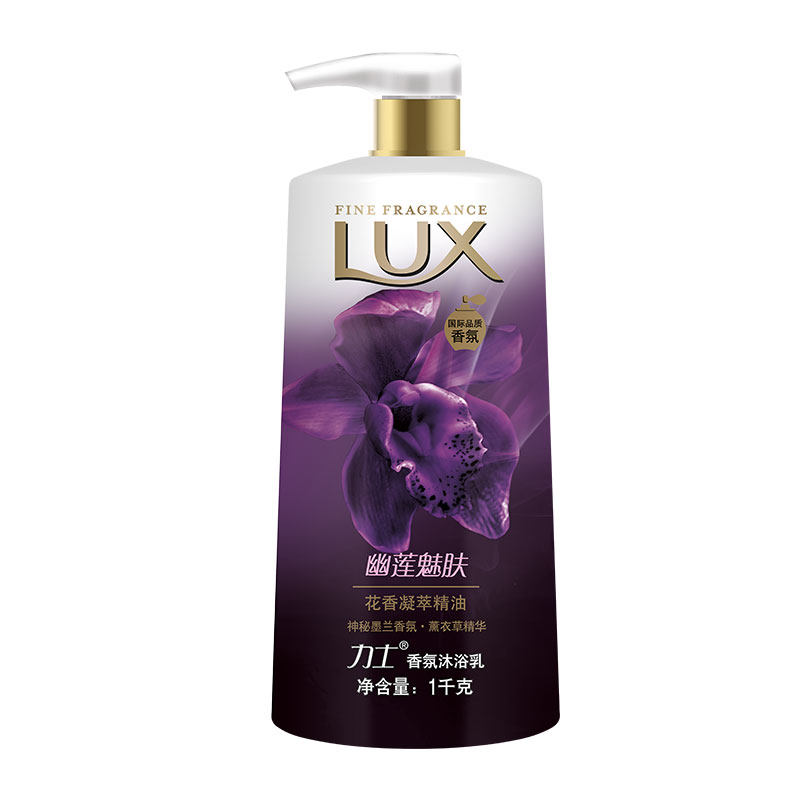 FINE FRAGRANCE
LUX
国际品质
香氛
幽莲魅肤
花香凝萃精油
神秘墨兰香氛·薰衣草精华
力士®香氛沐浴乳
净含量：1千克